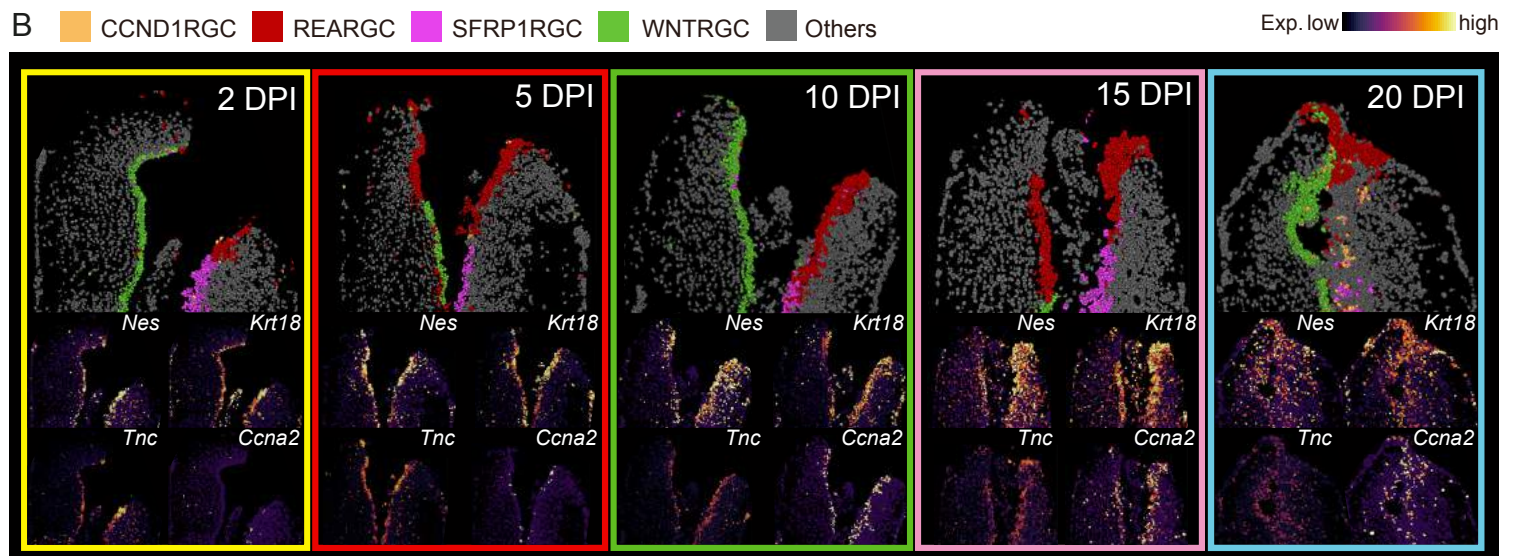 B CCND1RGC REARGC SFRP1RGC WNTRGC Others Exp. low high
2 DPI 5 DPI 10 DPI 15 DPI 20 DPI
Nes Krt18 Nes Krt18 Nes Krt18 Nes Krt18 Nes Krt18
Tnc Ccna2 Tnc Ccna2 Tnc Ccna2 Tnc Ccna2 Tnc Ccna2